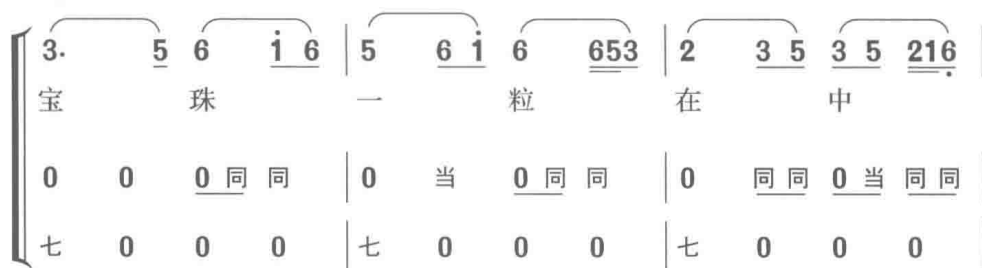 3. 5 6 i̇ 6 | 5 6 i̇ 6 653 | 2 3 5 3 5 216̣
宝 珠 一 粒 在 中
0 0 0 同 同 | 0 当 0 同 同 | 0 同 同 0 当 同 同
七 0 0 0 | 七 0 0 0 | 七 0 0 0